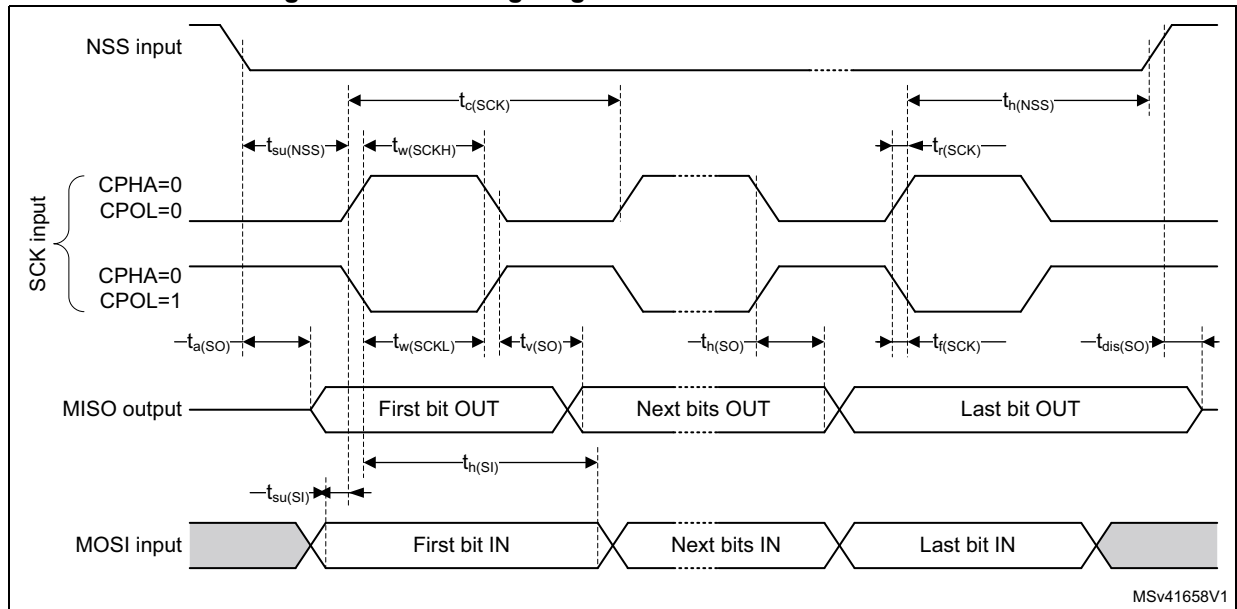 NSS input
tc(SCK)
th(NSS)
tsu(NSS)
tw(SCKH)
tr(SCK)
SCK input
CPHA=0
CPOL=0
CPHA=0
CPOL=1
ta(SO)
tw(SCKL)
tv(SO)
th(SO)
tf(SCK)
tdis(SO)
MISO output
First bit OUT
Next bits OUT
Last bit OUT
th(SI)
tsu(SI)
MOSI input
First bit IN
Next bits IN
Last bit IN
MSv41658V1